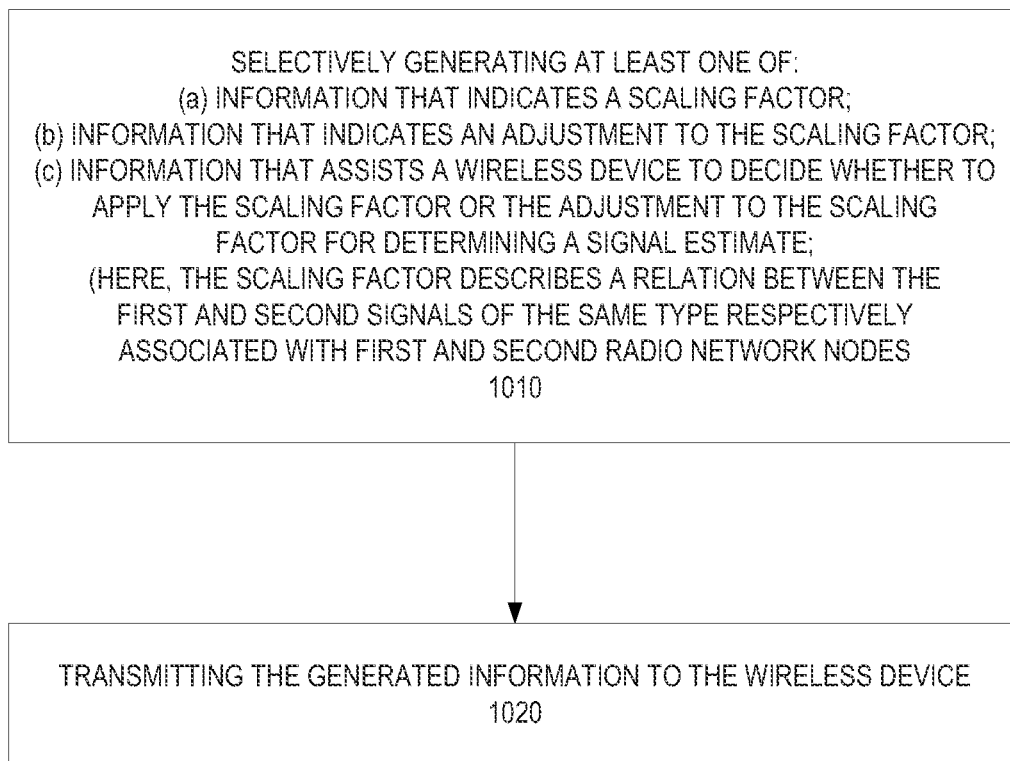 SELECTIVELY GENERATING AT LEAST ONE OF:
(a) INFORMATION THAT INDICATES A SCALING FACTOR;
(b) INFORMATION THAT INDICATES AN ADJUSTMENT TO THE SCALING FACTOR;
(c) INFORMATION THAT ASSISTS A WIRELESS DEVICE TO DECIDE WHETHER TO
APPLY THE SCALING FACTOR OR THE ADJUSTMENT TO THE SCALING
FACTOR FOR DETERMINING A SIGNAL ESTIMATE;
(HERE, THE SCALING FACTOR DESCRIBES A RELATION BETWEEN THE
FIRST AND SECOND SIGNALS OF THE SAME TYPE RESPECTIVELY
ASSOCIATED WITH FIRST AND SECOND RADIO NETWORK NODES
1010
TRANSMITTING THE GENERATED INFORMATION TO THE WIRELESS DEVICE
1020